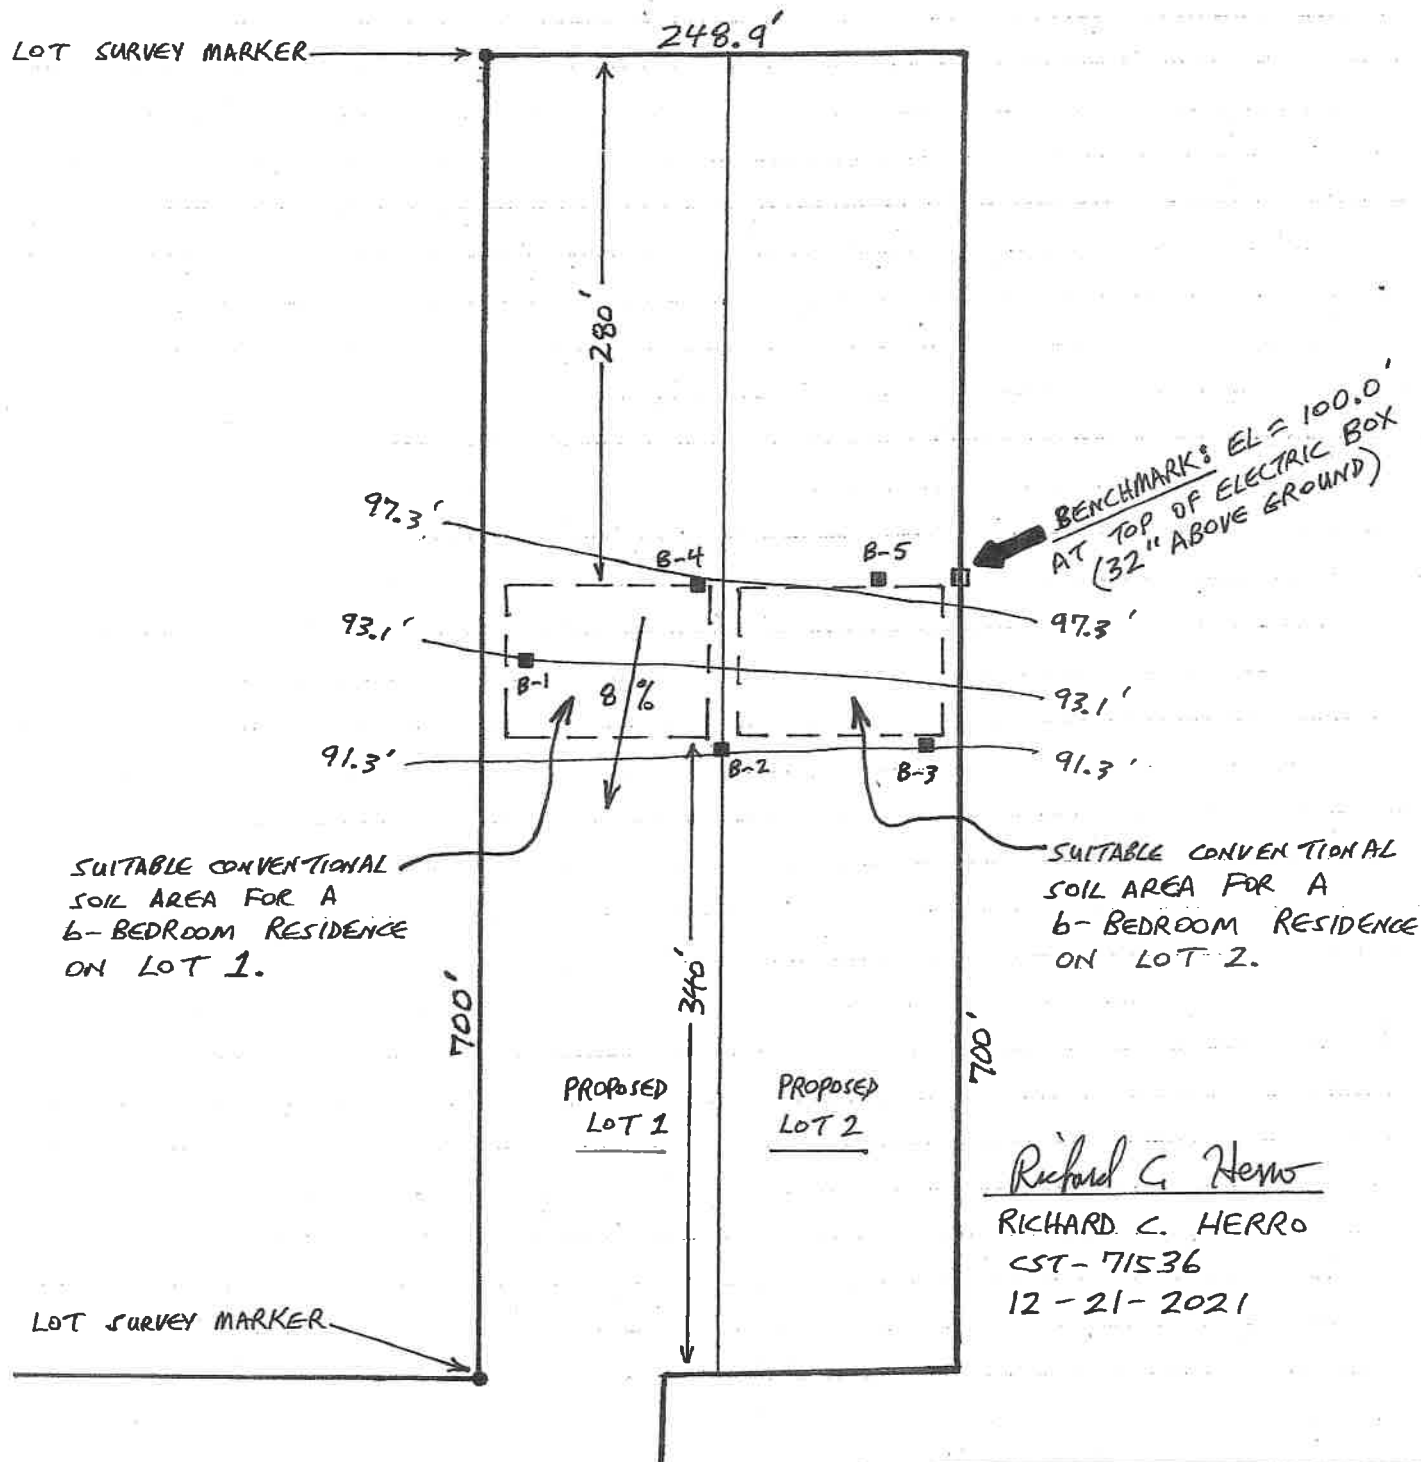 248.9'
LOT SURVEY MARKER
280'
BENCHMARK: EL = 100.0'
AT TOP OF ELECTRIC BOX
(32" ABOVE GROUND)
97.3'
B-4
B-5
97.3'
93.1'
B-1
8%
93.1'
91.3'
B-2
B-3
91.3'
SUITABLE CONVENTIONAL
SOIL AREA FOR A
6-BEDROOM RESIDENCE
ON LOT 1.
SUITABLE CONVENTIONAL
SOIL AREA FOR A
6-BEDROOM RESIDENCE
ON LOT 2.
700'
340'
700'
PROPOSED
LOT 1
PROPOSED
LOT 2
Richard C. Herro
RICHARD C. HERRO
CST-71536
12-21-2021
LOT SURVEY MARKER